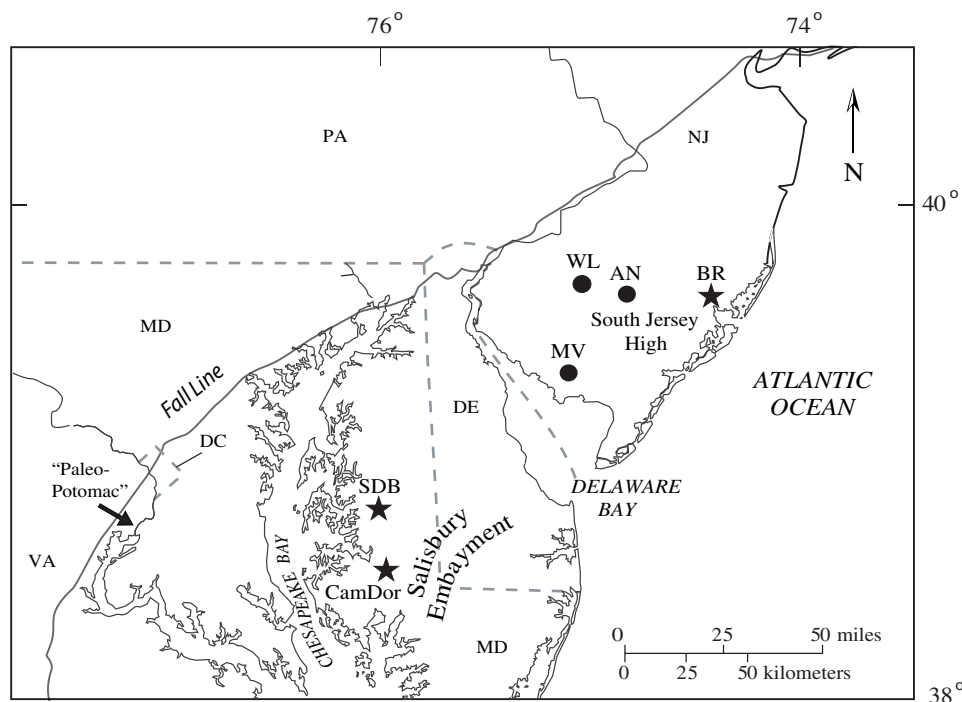 76°
74°
PA
NJ
N
40°
WL
AN
BR
South Jersey
High
MD
MV
Fall Line
ATLANTIC
OCEAN
DE
DC
“Paleo-
Potomac”
SDB
DELAWARE
BAY
Salisbury
Embayment
VA
CamDor
CHESAPEAKE BAY
MD
0 25 50 miles
0 25 50 kilometers
38°